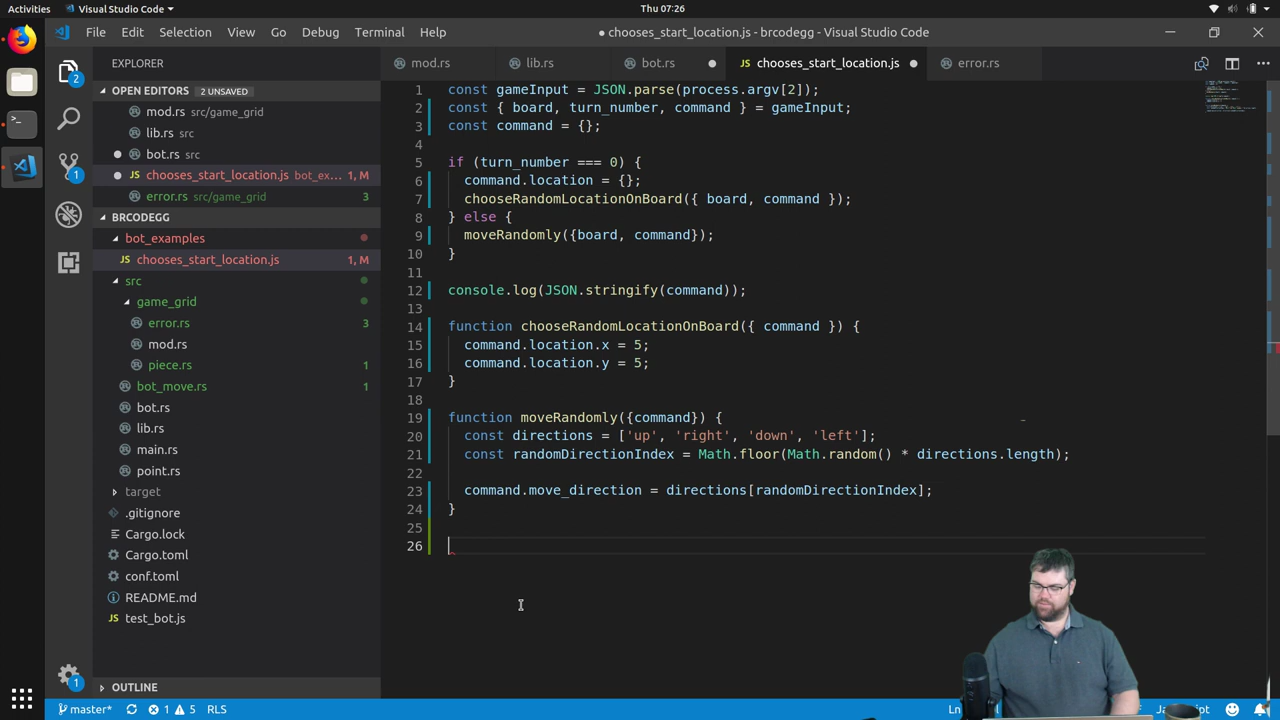 Activities
Visual Studio Code
Thu 07:26
File Edit Selection View Go Debug Terminal Help
● chooses_start_location.js - brcodegg - Visual Studio Code
EXPLORER
mod.rs lib.rs bot.rs ● JS chooses_start_location.js ● error.rs
OPEN EDITORS 2 UNSAVED
mod.rs src/game_grid
lib.rs src
● bot.rs src
● JS chooses_start_location.js bot_ex... 1, M
error.rs src/game_grid 3
BRCODEGG
bot_examples
JS chooses_start_location.js 1, M
src
game_grid
error.rs 3
mod.rs
piece.rs 1
bot_move.rs 1
bot.rs
lib.rs
main.rs
point.rs
target
.gitignore
Cargo.lock
Cargo.toml
conf.toml
README.md
JS test_bot.js
OUTLINE
2
1
1
1 const gameInput = JSON.parse(process.argv[2]);
2 const { board, turn_number, command } = gameInput;
3 const command = {};
4
5 if (turn_number === 0) {
6 command.location = {};
7 chooseRandomLocationOnBoard({ board, command });
8 } else {
9 moveRandomly({board, command});
10 }
11
12 console.log(JSON.stringify(command));
13
14 function chooseRandomLocationOnBoard({ command }) {
15 command.location.x = 5;
16 command.location.y = 5;
17 }
18
19 function moveRandomly({command}) {
20 const directions = ['up', 'right', 'down', 'left'];
21 const randomDirectionIndex = Math.floor(Math.random() * directions.length);
22
23 command.move_direction = directions[randomDirectionIndex];
24 }
25
26
master* 1 5 RLS